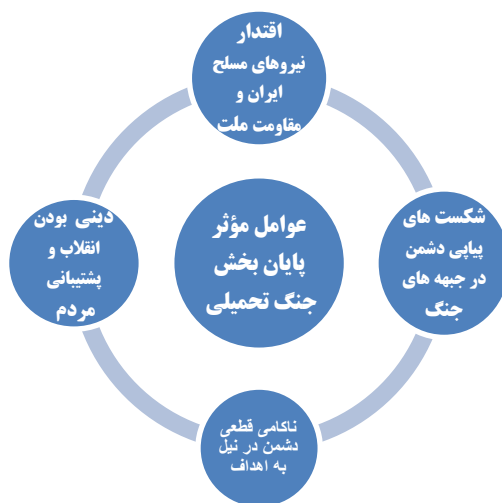 اقتدار
نیروهای مسلح
ایران و
مقاومت ملت
شکست های
پیاپی دشمن
در جبهه های
جنگ
عوامل مؤثر
پایان بخش
جنگ تحمیلی
دینی بودن
انقلاب و
پشتیبانی
مردم
ناکامی قطعی
دشمن در نیل
به اهداف